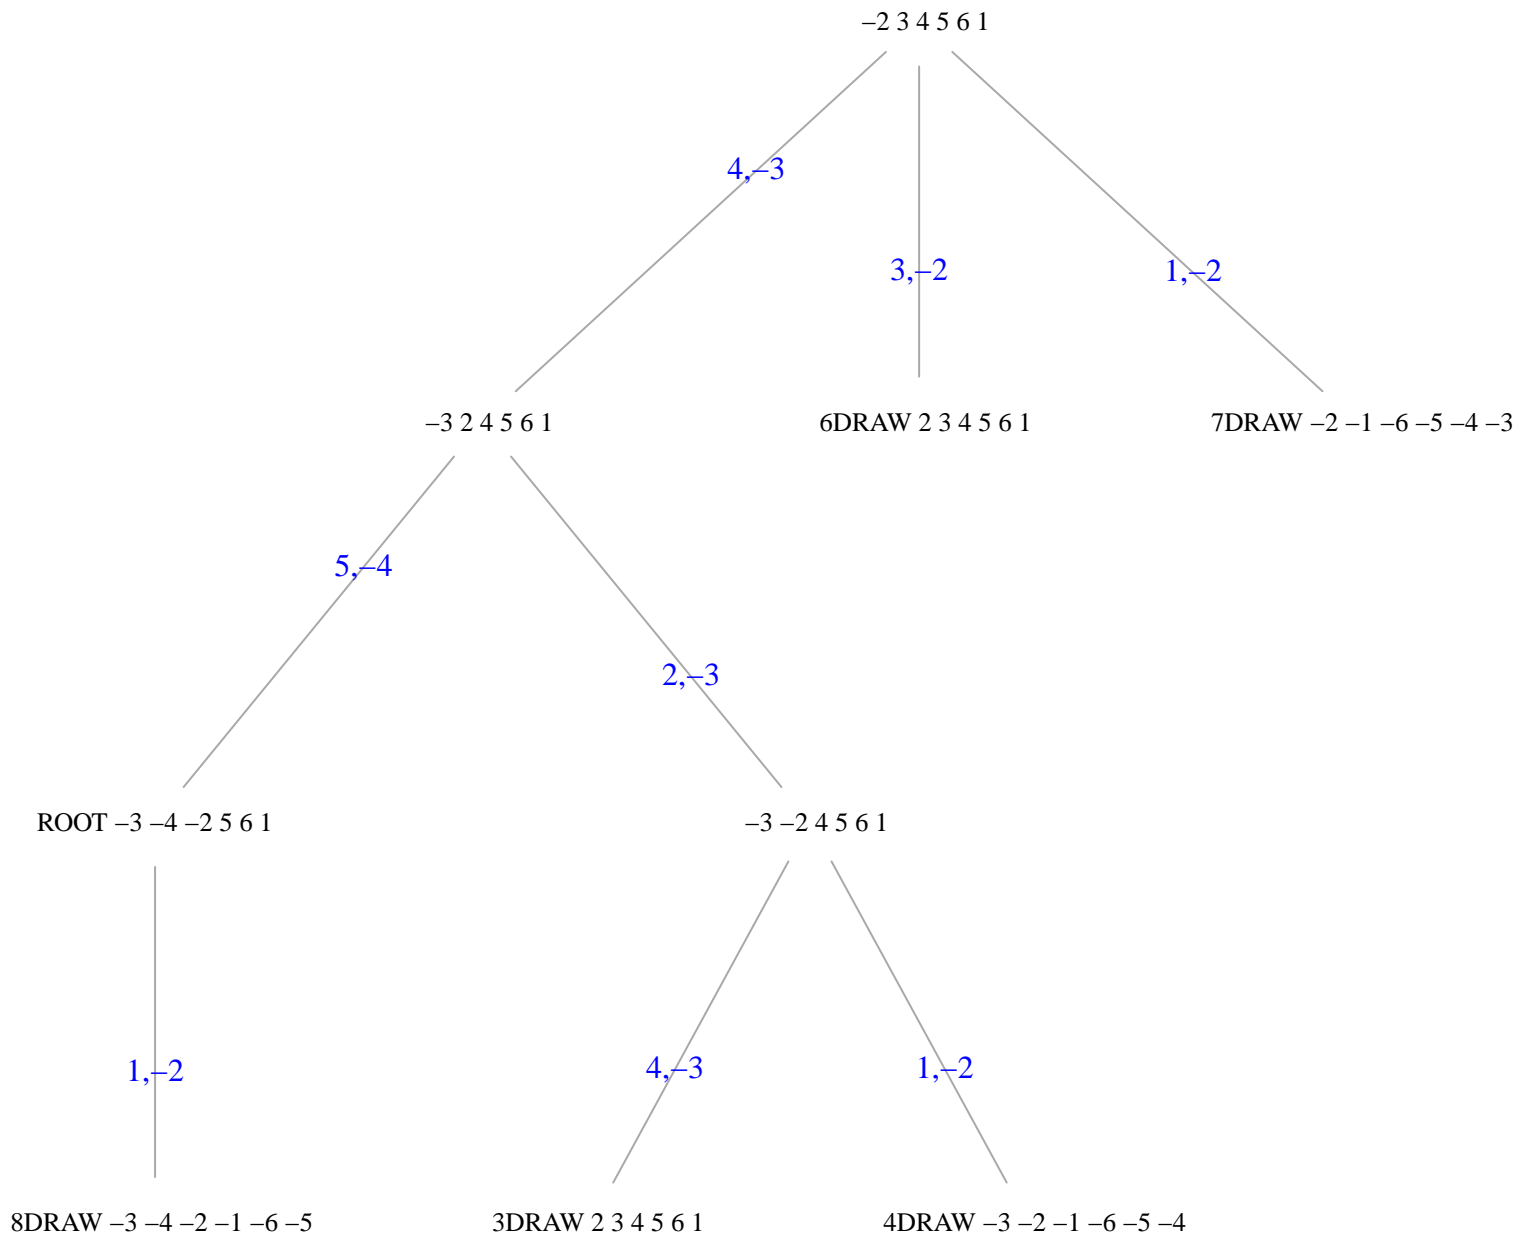 –2 3 4 5 6 1
4,–3
3,–2
1,–2
–3 2 4 5 6 1
6DRAW 2 3 4 5 6 1
7DRAW –2 –1 –6 –5 –4 –3
5,–4
2,–3
ROOT –3 –4 –2 5 6 1
–3 –2 4 5 6 1
1,–2
4,–3
1,–2
8DRAW –3 –4 –2 –1 –6 –5
3DRAW 2 3 4 5 6 1
4DRAW –3 –2 –1 –6 –5 –4